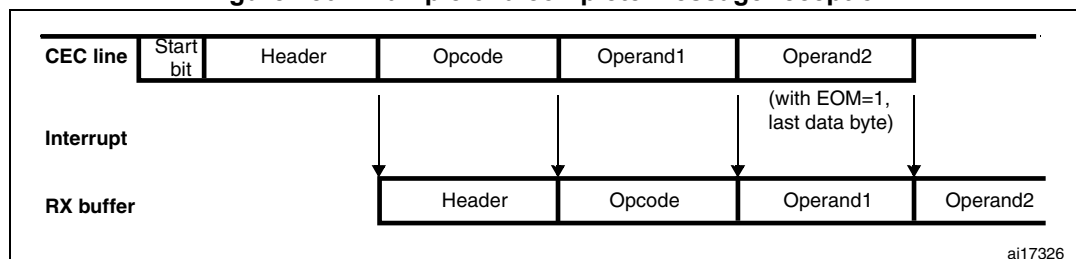 CEC line
Start bit
Header
Opcode
Operand1
Operand2
(with EOM=1,
last data byte)
Interrupt
RX buffer
Header
Opcode
Operand1
Operand2
ai17326